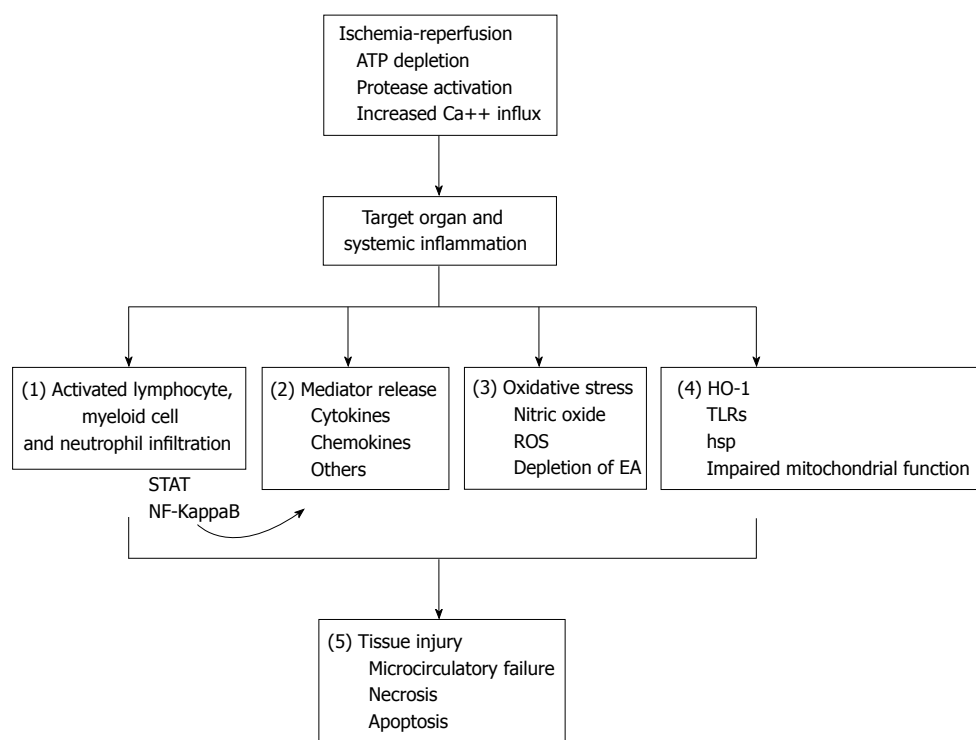 Ischemia-reperfusion
ATP depletion
Protease activation
Increased Ca++ influx
Target organ and
systemic inflammation
(1) Activated lymphocyte,
myeloid cell
and neutrophil infiltration
(2) Mediator release
Cytokines
Chemokines
Others
(3) Oxidative stress
Nitric oxide
ROS
Depletion of EA
(4) HO-1
TLRs
hsp
Impaired mitochondrial function
STAT
NF-KappaB
(5) Tissue injury
Microcirculatory failure
Necrosis
Apoptosis